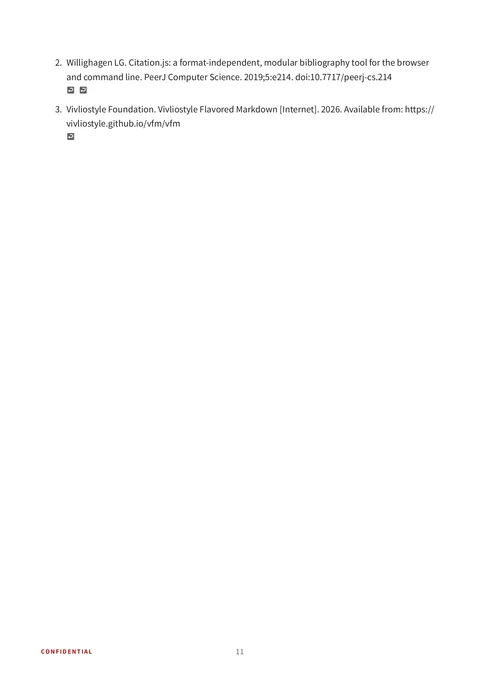 2. Willighagen LG. Citation.js: a format-independent, modular bibliography tool for the browser
and command line. PeerJ Computer Science. 2019;5:e214. doi:10.7717/peerj-cs.214
3. Vivliostyle Foundation. Vivliostyle Flavored Markdown [Internet]. 2026. Available from: https://
vivliostyle.github.io/vfm/vfm
CONFIDENTIAL
11